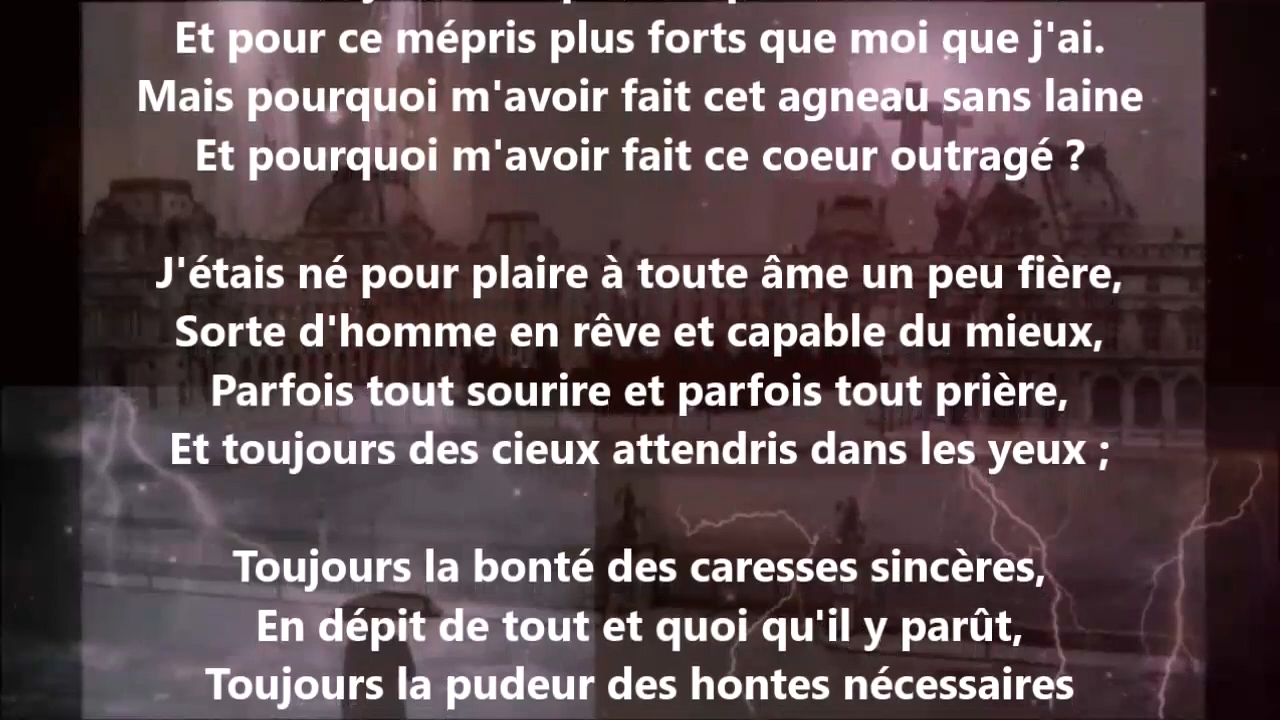 Et pour ce mépris plus forts que moi que j'ai.
Mais pourquoi m'avoir fait cet agneau sans laine
Et pourquoi m'avoir fait ce coeur outragé ?
J'étais né pour plaire à toute âme un peu fière,
Sorte d'homme en rêve et capable du mieux,
Parfois tout sourire et parfois tout prière,
Et toujours des cieux attendris dans les yeux ;
Toujours la bonté des caresses sincères,
En dépit de tout et quoi qu'il y parût,
Toujours la pudeur des hontes nécessaires